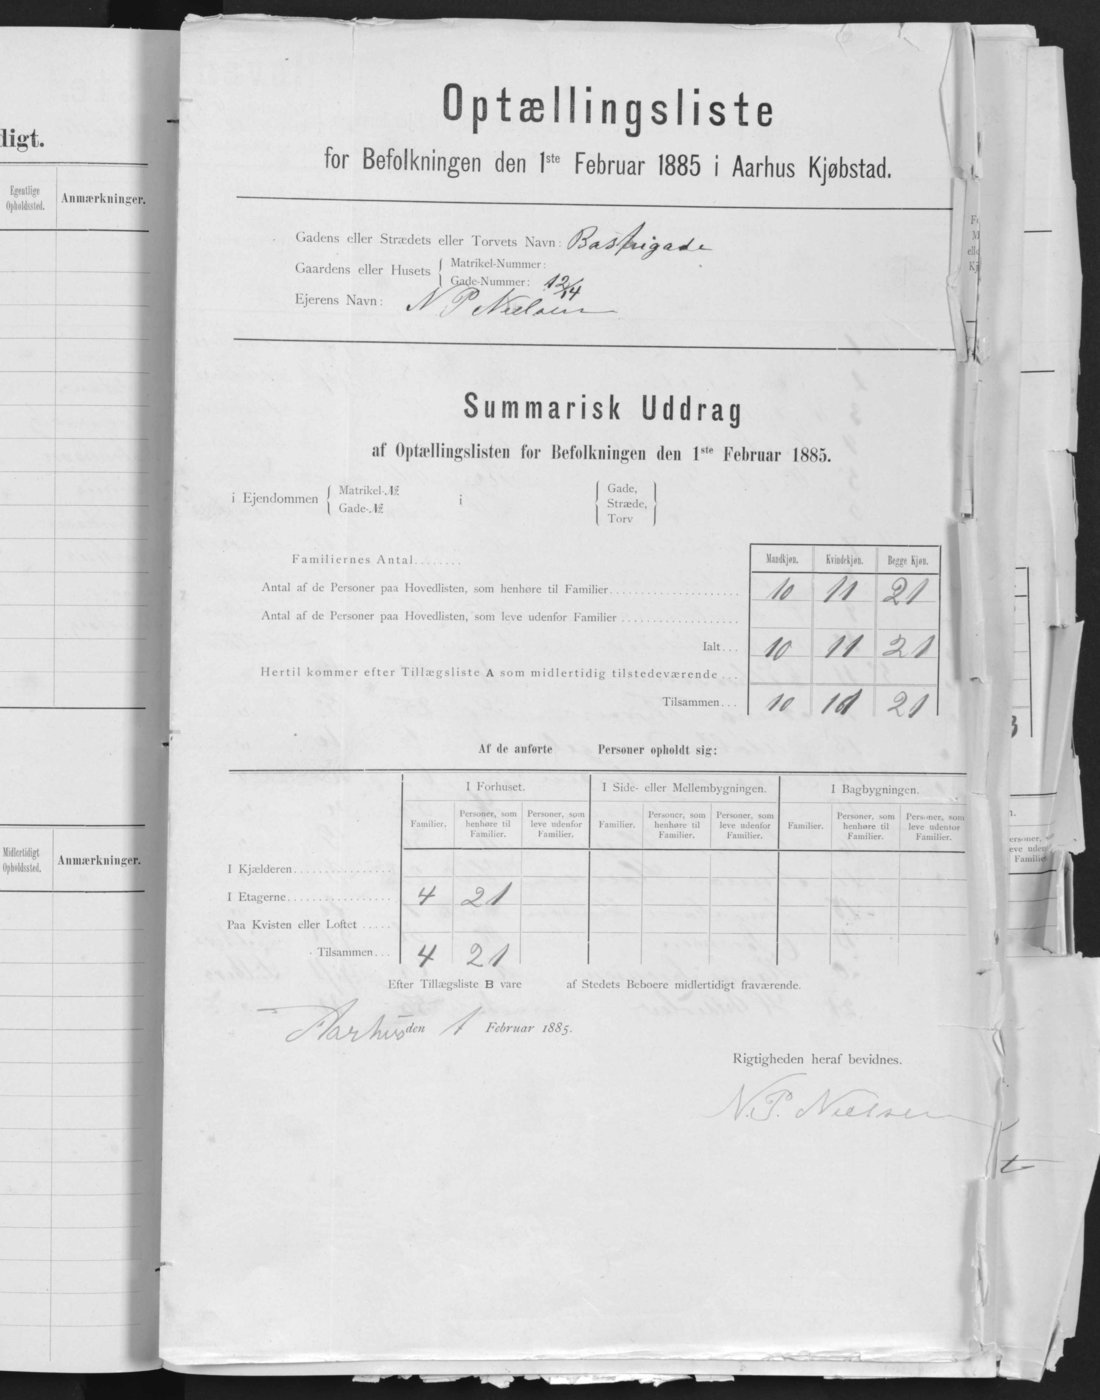 digt.
Egentlige Opholdssted.
Anmærkninger.
Midlertidigt Opholdssted.
Anmærkninger.
Optællingsliste
for Befolkningen den 1ste Februar 1885 i Aarhus Kjøbstad.
Gadens eller Strædets eller Torvets Navn:
Gaardens eller Husets { Matrikel-Nummer:
Gade-Nummer: 12/14
Ejerens Navn: N P Nielsen
Summarisk Uddrag
af Optællingslisten for Befolkningen den 1ste Februar 1885.
i Ejendommen { Matrikel-№ i { Gade, }
Gade-№ Stræde,
Torv
Mandkjøn. Kvindekjøn. Begge Kjøn.
Familiernes Antal........
Antal af de Personer paa Hovedlisten, som henhøre til Familier 10 11 21
Antal af de Personer paa Hovedlisten, som leve udenfor Familier
Ialt... 10 11 21
Hertil kommer efter Tillægsliste A som midlertidig tilstedeværende...
Tilsammen... 10 11 21
Af de anførte Personer opholdt sig:
I Forhuset. I Side- eller Mellembygningen. I Bagbygningen.
Familier. Personer, som henhøre til Familier. Personer, som leve udenfor Familier. Familier. Personer, som henhøre til Familier. Personer, som leve udenfor Familier. Familier. Personer, som henhøre til Familier. Personer, som leve udenfor Familier.
I Kjælderen
I Etagerne 4 21
Paa Kvisten eller Loftet
Tilsammen... 4 21
Efter Tillægsliste B vare af Stedets Beboere midlertidigt fraværende.
Aarhus den 1 Februar 1885.
Rigtigheden heraf bevidnes.
N. P. Nielsen